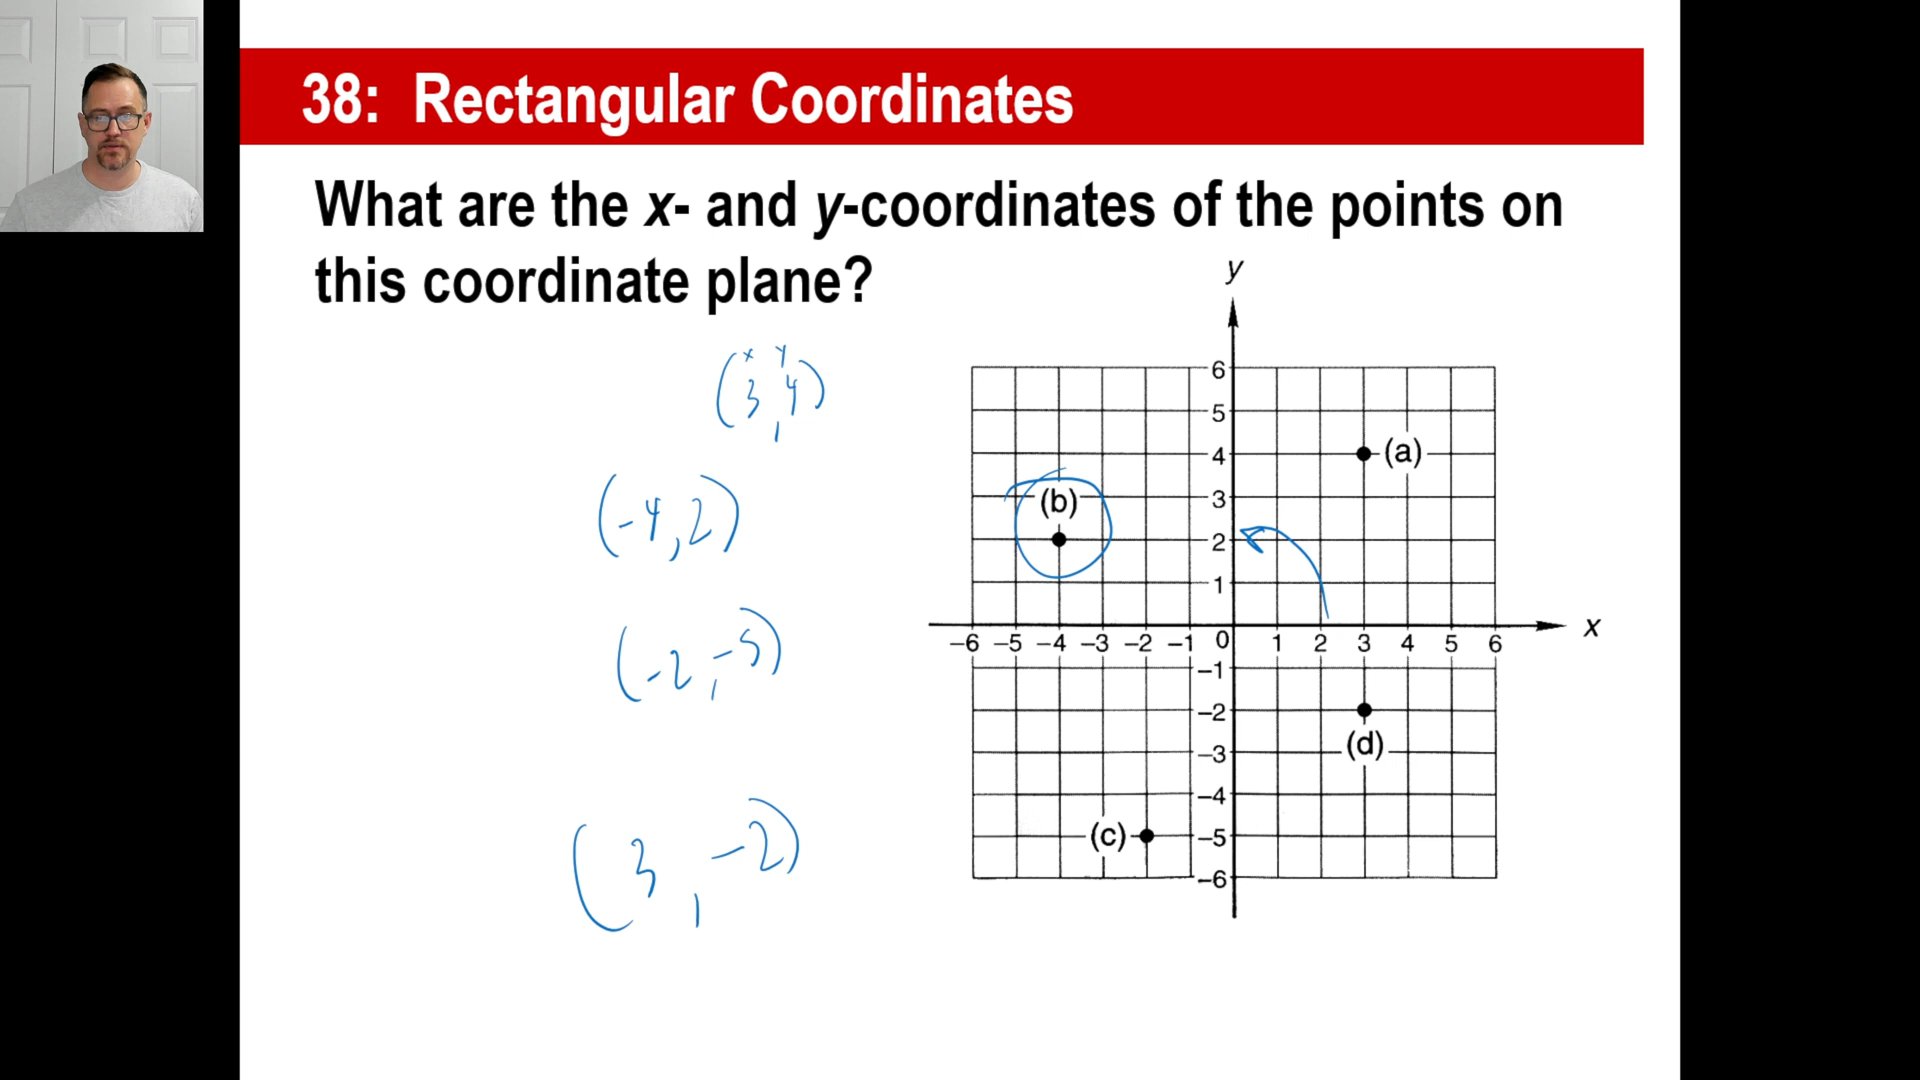 38: Rectangular Coordinates
What are the x- and y-coordinates of the points on
this coordinate plane?
y
x y
(3, 4)
(-4, 2)
(-2, -5)
(3, -2)
6
5
4 (a)
(b) 3
2
1
x
−6 −5 −4 −3 −2 −1 0 1 2 3 4 5 6
−1
−2
−3 (d)
−4
(c) −5
−6